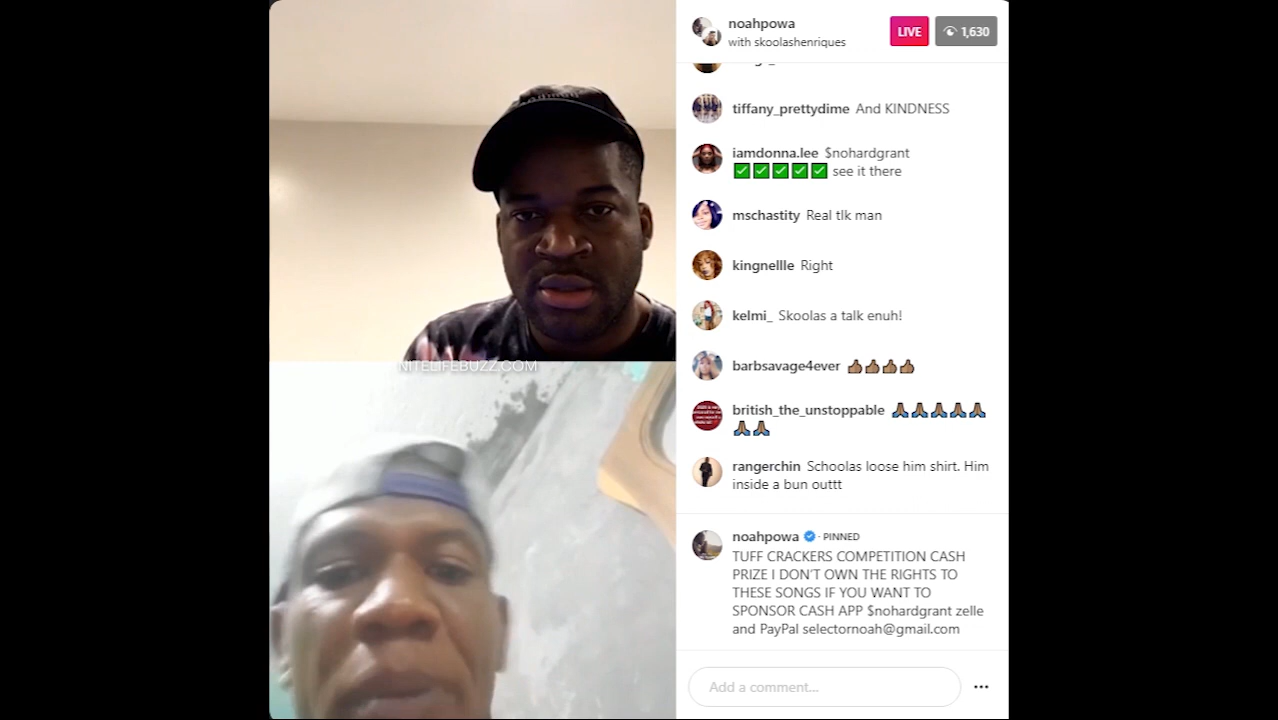 noahpowa
with skoolashenriques
LIVE
1,630
tiffany_prettydime And KINDNESS
iamdonna.lee $nohardgrant
✅✅✅✅✅ see it there
mschastity Real tlk man
kingnellle Right
kelmi_ Skoolas a talk enuh!
barbsavage4ever 👍🏽👍🏽👍🏽👍🏽
british_the_unstoppable 🙏🏽🙏🏽🙏🏽🙏🏽🙏🏽
🙏🏽🙏🏽
rangerchin Schoolas loose him shirt. Him
inside a bun outtt
noahpowa · PINNED
TUFF CRACKERS COMPETITION CASH
PRIZE I DON'T OWN THE RIGHTS TO
THESE SONGS IF YOU WANT TO
SPONSOR CASH APP $nohardgrant zelle
and PayPal selectornoah@gmail.com
Add a comment...
NITELIFEBUZZ.COM